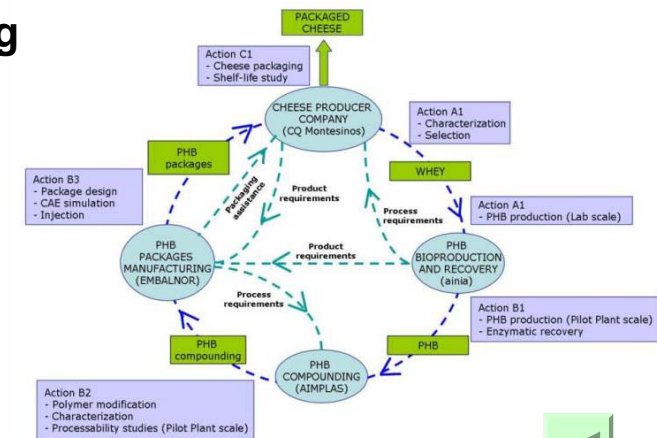 g
PACKAGED
CHEESE
Action C1
- Cheese packaging
- Shelf-life study
CHEESE PRODUCER
COMPANY
(CQ Montesinos)
Action A1
- Characterization
- Selection
PHB
packages
WHEY
Action B3
- Package design
- CAE simulation
- Injection
Packaging
assistance
Product
requirements
Process
requirements
Action A1
- PHB production (Lab scale)
PHB
PACKAGES
MANUFACTURING
(EMBALNOR)
Product
requirements
PHB
BIOPRODUCTION
AND RECOVERY
(ainia)
Process
requirements
Action B1
- PHB production (Pilot Plant scale)
- Enzymatic recovery
PHB
compounding
PHB
PHB
COMPOUNDING
(AIMPLAS)
Action B2
- Polymer modification
- Characterization
- Processability studies (Pilot Plant scale)